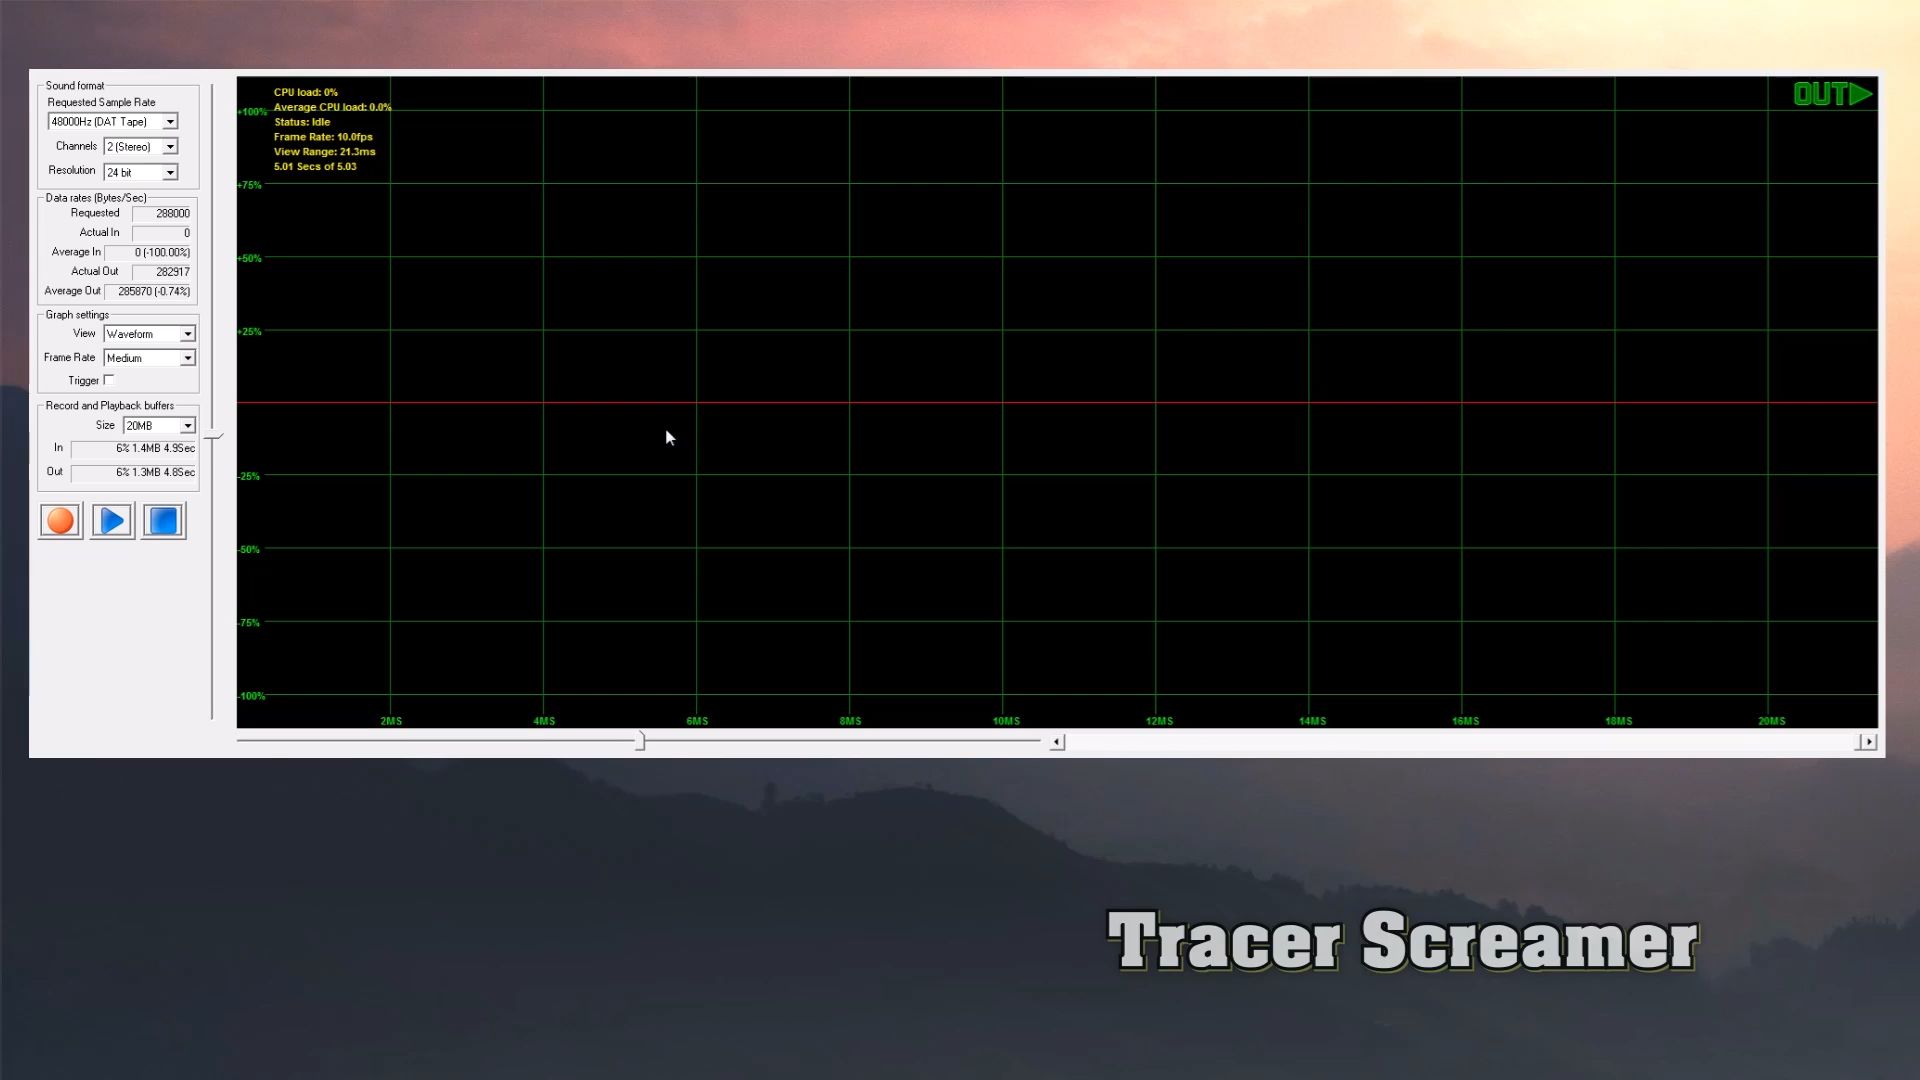 Sound format
Requested Sample Rate
48000Hz (DAT Tape)
Channels 2 (Stereo)
Resolution 24 bit
Data rates (Bytes/Sec)
Requested 288000
Actual In 0
Average In 0 (-100.00%)
Actual Out 282917
Average Out 285870 (-0.74%)
Graph settings
View Waveform
Frame Rate Medium
Trigger
Record and Playback buffers
Size 20MB
In 6% 1.4MB 4.9Sec
Out 6% 1.3MB 4.8Sec
CPU load: 0%
Average CPU load: 0.0%
Status: Idle
Frame Rate: 10.0fps
View Range: 21.3ms
5.01 Secs of 5.03
OUT
+100%
+75%
+50%
+25%
-25%
-50%
-75%
-100%
2MS 4MS 6MS 8MS 10MS 12MS 14MS 16MS 18MS 20MS
Tracer Screamer